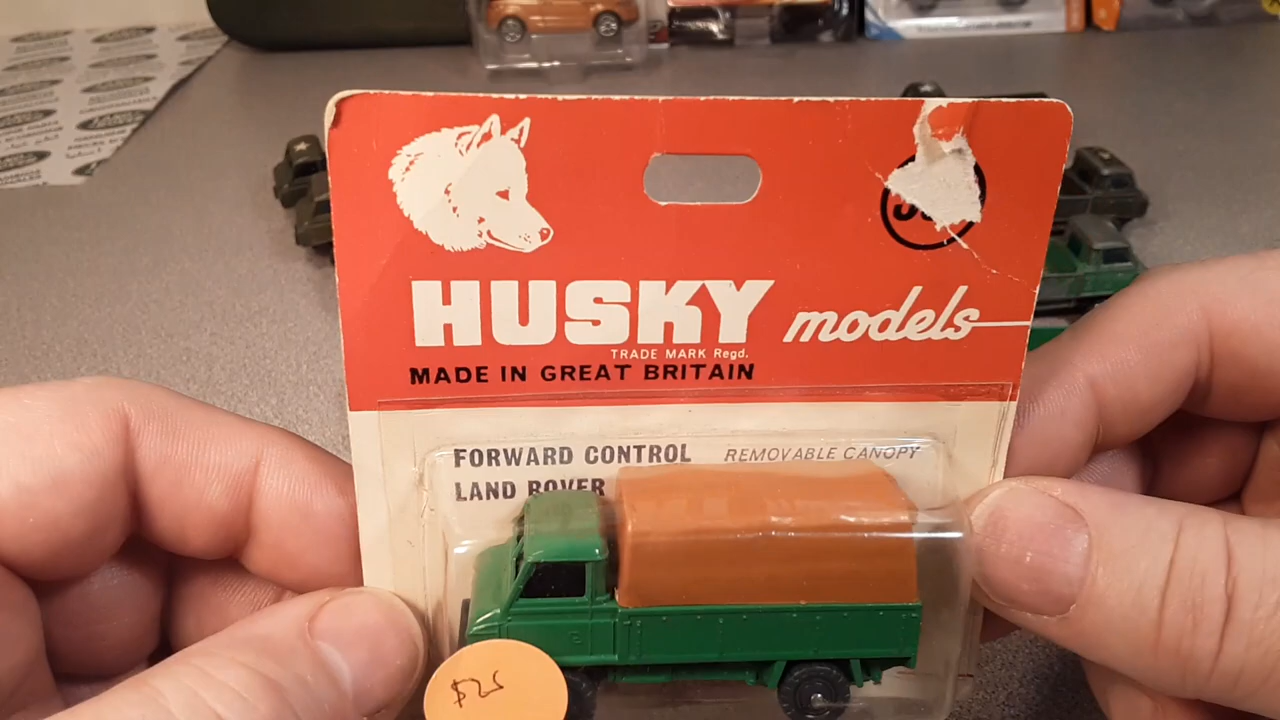 HUSKY models
TRADE MARK Regd.
MADE IN GREAT BRITAIN
FORWARD CONTROL REMOVABLE CANOPY
LAND ROVER
$25